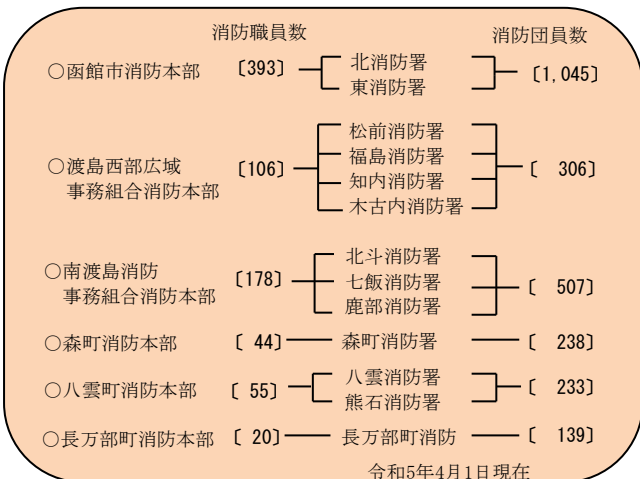 消防職員数 消防団員数
○函館市消防本部 〔393〕 北消防署 〔1,045〕
東消防署
○渡島西部広域
事務組合消防本部 〔106〕 松前消防署 〔 306〕
福島消防署
知内消防署
木古内消防署
○南渡島消防
事務組合消防本部 〔178〕 北斗消防署 〔 507〕
七飯消防署
鹿部消防署
○森町消防本部 〔 44〕 森町消防署 〔 238〕
○八雲町消防本部 〔 55〕 八雲消防署 〔 233〕
熊石消防署
○長万部町消防本部 〔 20〕 長万部町消防 〔 139〕
令和5年4月1日現在